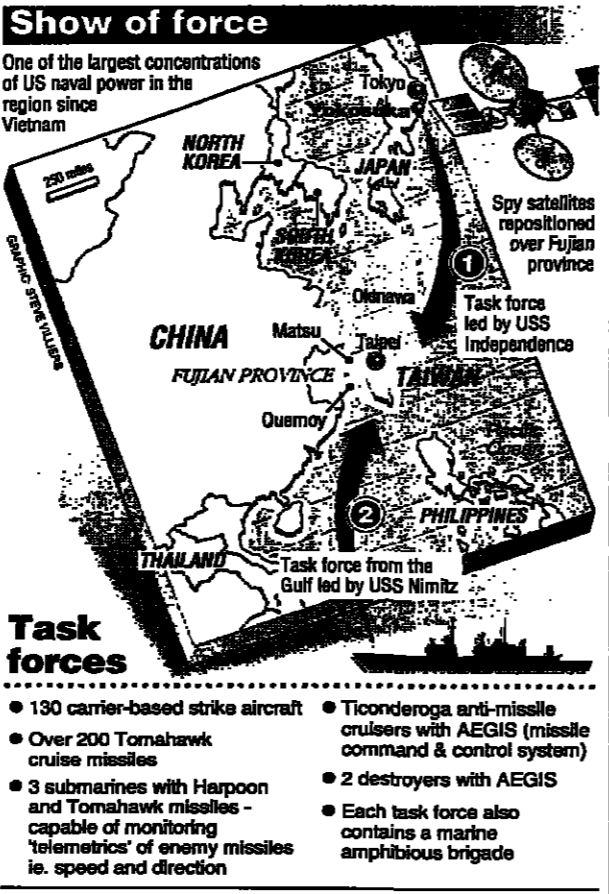 Show of force
One of the largest concentrations
of US naval power in the
region since
Vietnam
Tokyo
Yokosuka
NORTH
KOREA
JAPAN
250 miles
SOUTH
KOREA
Spy satellites
repositioned
over Fujian
province
GRAPHIC: STEVE VILLIERS
1
Okinawa
Task force
led by USS
Independence
CHINA
Matsu
Taipei
FUJIAN PROVINCE
TAIWAN
Quemoy
Pacific
Ocean
2
PHILIPPINES
THAILAND
Task force from the
Gulf led by USS Nimitz
Task
forces
● 130 carrier-based strike aircraft
● Over 200 Tomahawk
cruise missiles
● 3 submarines with Harpoon
and Tomahawk missiles -
capable of monitoring
'telemetrics' of enemy missiles
ie. speed and direction
● Ticonderoga anti-missile
cruisers with AEGIS (missile
command & control system)
● 2 destroyers with AEGIS
● Each task force also
contains a marine
amphibious brigade